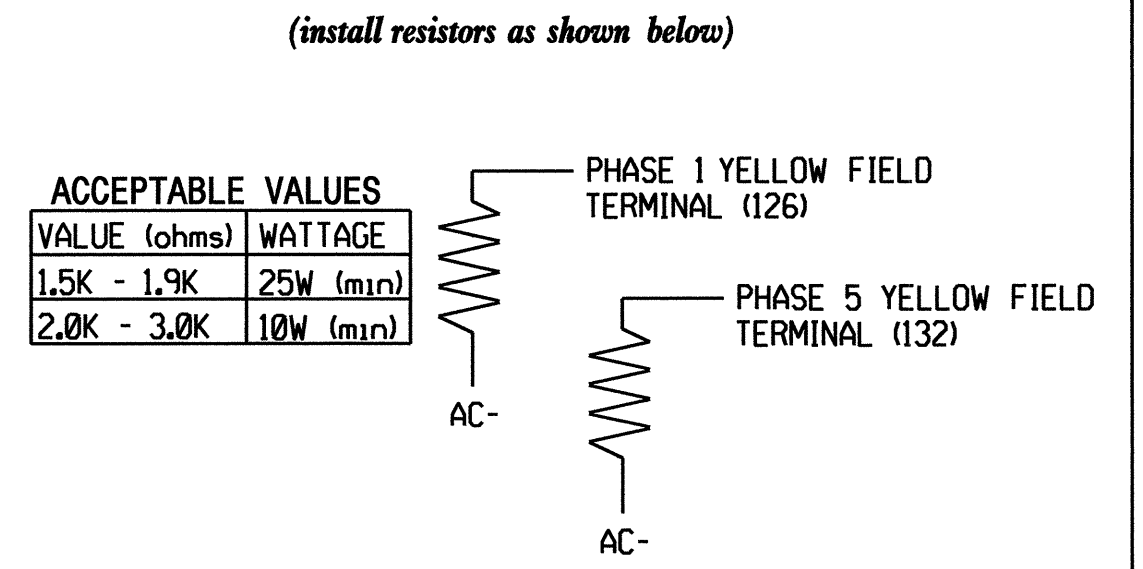 (install resistors as shown below)
ACCEPTABLE VALUES
VALUE (ohms) WATTAGE
1.5K - 1.9K 25W (min)
2.0K - 3.0K 10W (min)
PHASE 1 YELLOW FIELD
TERMINAL (126)
AC-
PHASE 5 YELLOW FIELD
TERMINAL (132)
AC-